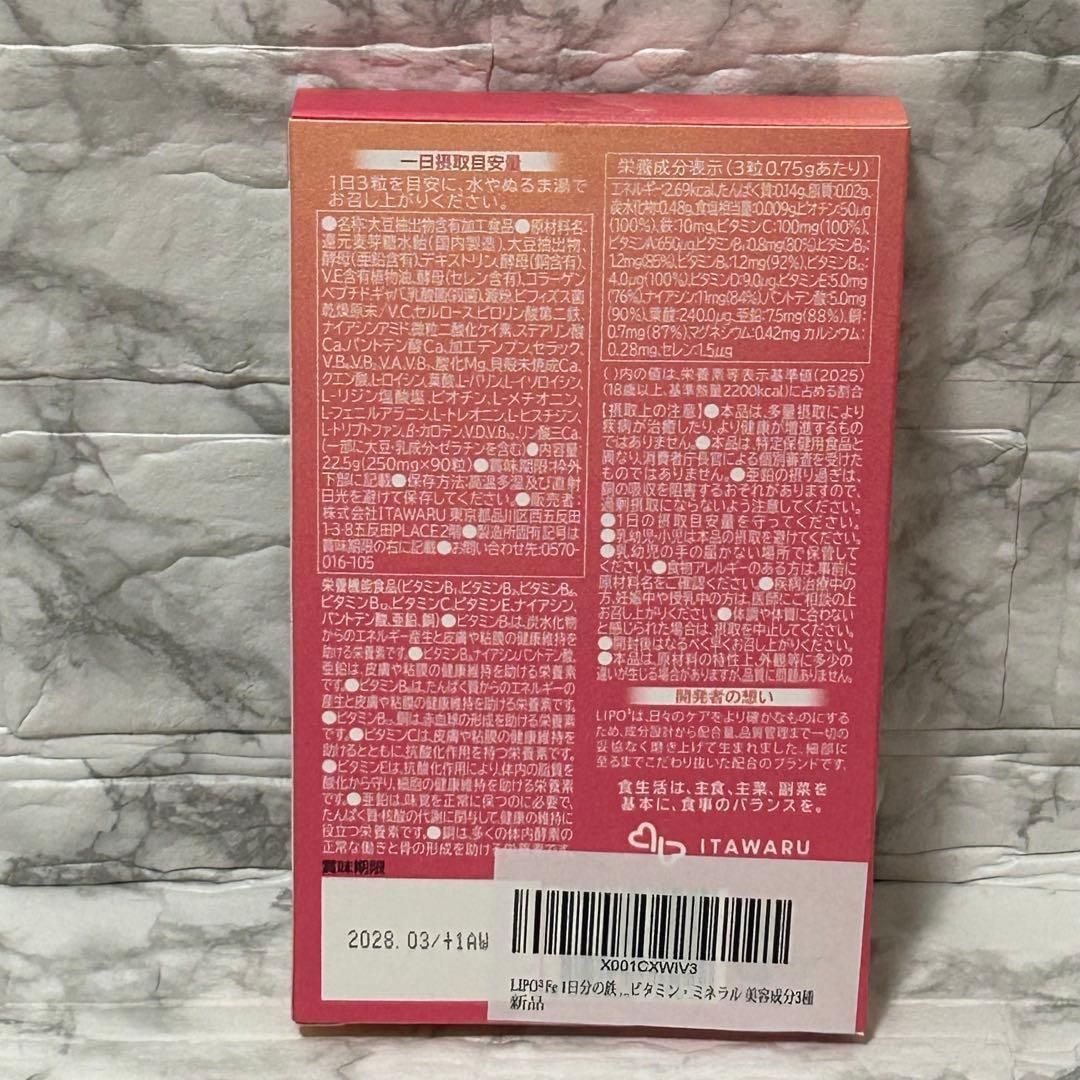 一日摂取目安量
1日3粒を目安に、水やぬるま湯で
お召し上がりください。
●名称:大豆抽出物含有加工食品●原材料名:
還元麦芽糖水飴(国内製造)、大豆抽出物、
酵母(亜鉛含有)、デキストリン、酵母(銅含有)、
V.E含有植物油、酵母(セレン含有)、コラーゲン
ペプチド、ギャバ、乳酸菌(殺菌)、澱粉、ビフィズス菌
乾燥原末／V.C、セルロース、ピロリン酸第二鉄、
ナイアシンアミド、微粒二酸化ケイ素、ステアリン酸
Ca、パントテン酸Ca、加工デンプン、セラック、
V.B₆、V.B₂、V.A、V.B₁、酸化Mg、貝殻未焼成Ca、
クエン酸、L-ロイシン、葉酸、L-バリン、L-イソロイシン、
L-リジン塩酸塩、ビオチン、L-メチオニン、
L-フェニルアラニン、L-トレオニン、L-ヒスチジン、
L-トリプトファン、β-カロテン、V.D、V.B₁₂、リン酸三Ca、
(一部に大豆・乳成分・ゼラチンを含む)●内容量:
22.5g(250mg×90粒)●賞味期限:枠外
下部に記載●保存方法:高温多湿及び直射
日光を避けて保存してください。●販売者:
株式会社ITAWARU 東京都品川区西五反田
1-3-8五反田PLACE2階●製造所固有記号は
賞味期限の右に記載●お問い合わせ先:0570-
016-105
栄養機能食品(ビタミンB₁、ビタミンB₂、ビタミンB₆、
ビタミンB₁₂、ビタミンC、ビタミンE、ナイアシン、
パントテン酸、亜鉛、銅)●ビタミンB₁は、炭水化物
からのエネルギー産生と皮膚や粘膜の健康維持を
助ける栄養素です。●ビタミンB₂、ナイアシン、パントテン酸、
亜鉛は、皮膚や粘膜の健康維持を助ける栄養素
です。●ビタミンB₆は、たんぱく質からのエネルギーの
産生と皮膚や粘膜の健康維持を助ける栄養素です。
●ビタミンB₁₂、銅は、赤血球の形成を助ける栄養素
です。●ビタミンCは、皮膚や粘膜の健康維持を
助けるとともに、抗酸化作用を持つ栄養素です。
●ビタミンEは、抗酸化作用により、体内の脂質を
酸化から守り、細胞の健康維持を助ける栄養素
です。●亜鉛は、味覚を正常に保つのに必要で、
たんぱく質・核酸の代謝に関与して、健康の維持に
役立つ栄養素です。●銅は、多くの体内酵素の
正常な働きと骨の形成を助ける栄養素です
賞味期限
2028.03/+1AW
栄養成分表示(3粒0.75gあたり)
エネルギー:2.69kcal、たんぱく質:0.14g、脂質:0.02g、
炭水化物:0.48g、食塩相当量:0.009g、ビオチン:50μg
(100%)、鉄:10mg、ビタミンC:100mg(100%)、
ビタミンA:650μg、ビタミンB₁:0.8mg(80%)、ビタミンB₂:
1.2mg(85%)、ビタミンB₆:1.2mg(92%)、ビタミンB₁₂:
4.0μg(100%)、ビタミンD:9.0μg、ビタミンE:5.0mg
(76%)、ナイアシン:11mg(84%)、パントテン酸:5.0mg
(90%)、葉酸:240.0μg、亜鉛:7.5mg(88%)、銅:
0.7mg(87%)、マグネシウム:0.42mg カルシウム:
0.28mg、セレン:1.5μg
( )内の値は、栄養素等表示基準値(2025)
(18歳以上、基準熱量2200kcal)に占める割合
【摂取上の注意】●本品は、多量摂取により
疾病が治癒したり、より健康が増進するもの
ではありません。●本品は、特定保健用食品と
異なり、消費者庁長官による個別審査を受けた
ものではありません。●亜鉛の摂り過ぎは、
銅の吸収を阻害するおそれがありますので、
過剰摂取にならないよう注意してください。
●1日の摂取目安量を守ってください。
●乳幼児・小児は本品の摂取を避けてください。
●乳幼児の手の届かない場所で保管して
ください。●食物アレルギーのある方は、事前に
原材料名をご確認ください。●疾病治療中の
方、妊娠中や授乳中の方は、医師にご相談の上
お召し上がりください。●体調や体質に合わない
と感じられた場合は、摂取を中止してください。
●開封後はなるべく早くお召し上がりください。
●本品は、原材料の特性上、外観等に多少の
違いが生じる場合がありますが、品質に問題ありません。
開発者の想い
LIPO³は、日々のケアをより確かなものにする
ため、成分設計から配合量、品質管理まで一切の
妥協なく磨き上げて生まれました。細部に
至るまでこだわり抜いた配合のブランドです。
食生活は、主食、主菜、副菜を
基本に、食事のバランスを。
ITAWARU
X001CXWIV3
LIPO³ Fe 1日分の鉄 ,...ビタミン・ミネラル 美容成分3種
新品